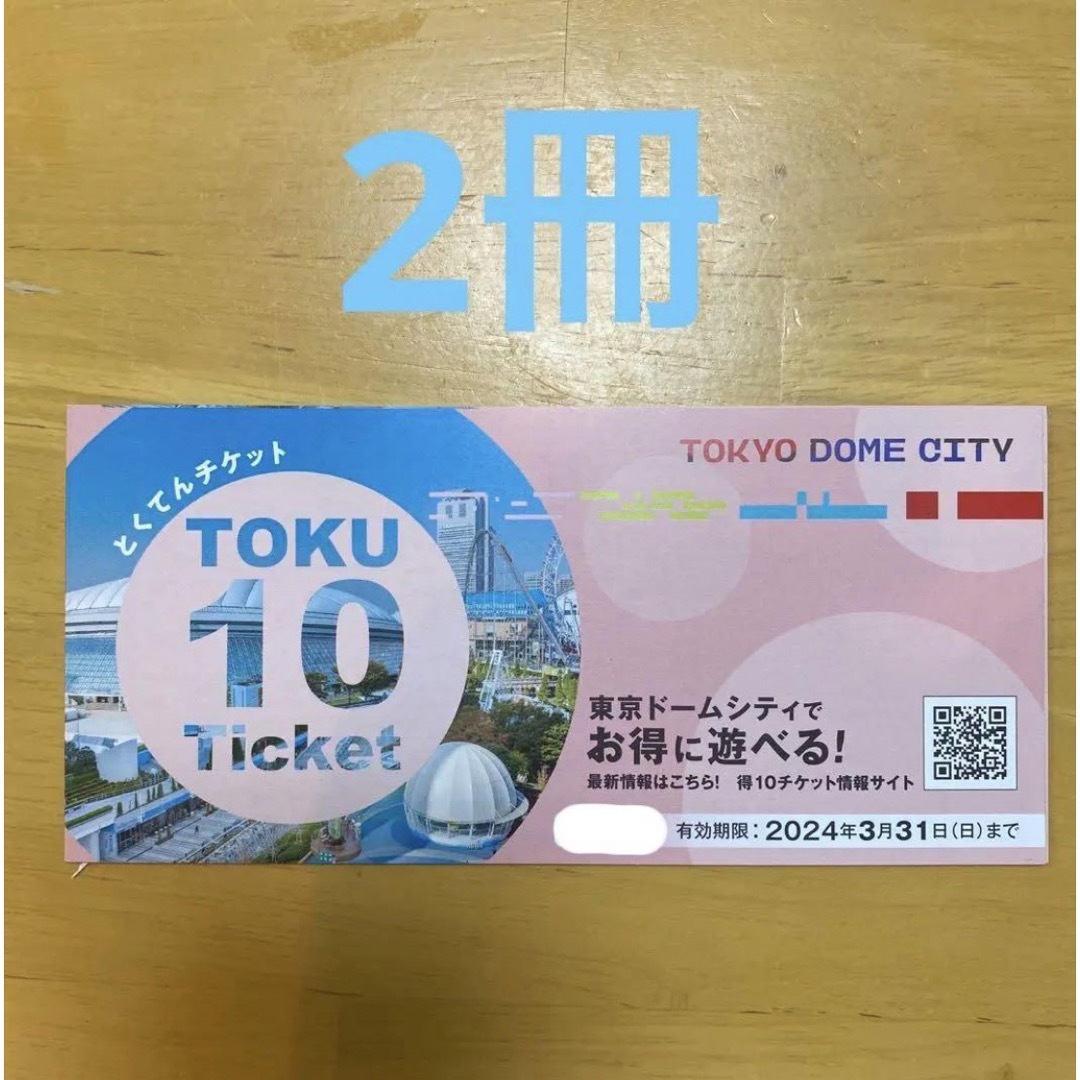 2冊
とくてんチケット
TOKU
10
Ticket
TOKYO DOME CITY
東京ドームシティで
お得に遊べる!
最新情報はこちら! 得10チケット情報サイト
有効期限:2024年3月31日(日)まで